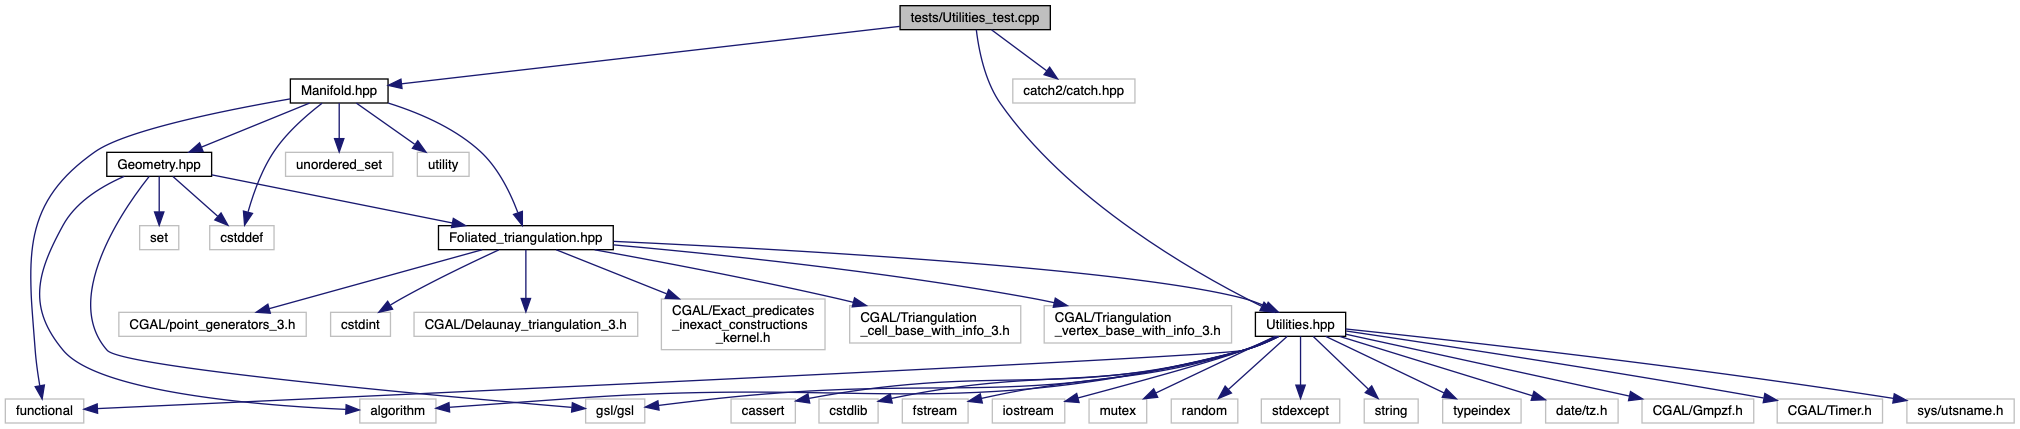 tests/Utilities_test.cpp
Manifold.hpp
catch2/catch.hpp
Geometry.hpp
unordered_set
utility
set
cstddef
Foliated_triangulation.hpp
CGAL/point_generators_3.h
cstdint
CGAL/Delaunay_triangulation_3.h
CGAL/Exact_predicates
_inexact_constructions
_kernel.h
CGAL/Triangulation
_cell_base_with_info_3.h
CGAL/Triangulation
_vertex_base_with_info_3.h
Utilities.hpp
functional
algorithm
gsl/gsl
cassert
cstdlib
fstream
iostream
mutex
random
stdexcept
string
typeindex
date/tz.h
CGAL/Gmpzf.h
CGAL/Timer.h
sys/utsname.h